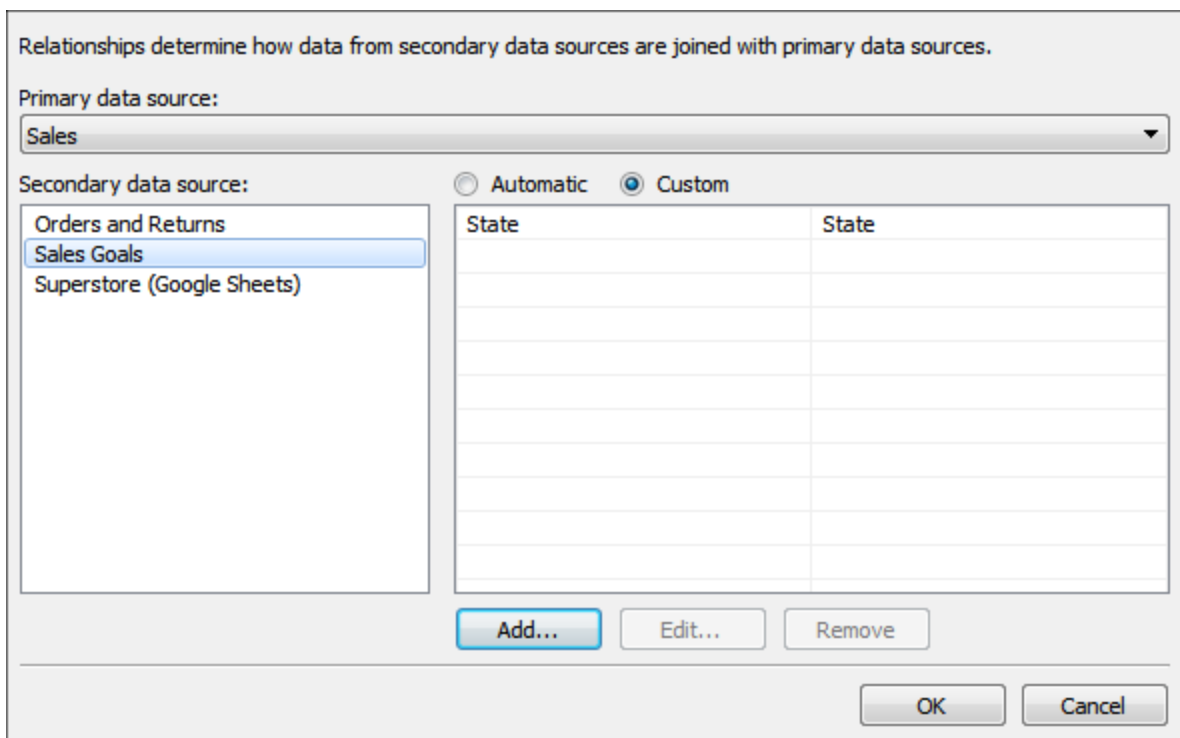 Relationships determine how data from secondary data sources are joined with primary data sources.
Primary data source:
Sales
Secondary data source:
Automatic Custom
Orders and Returns
Sales Goals
Superstore (Google Sheets)
State State
Add... Edit... Remove
OK Cancel